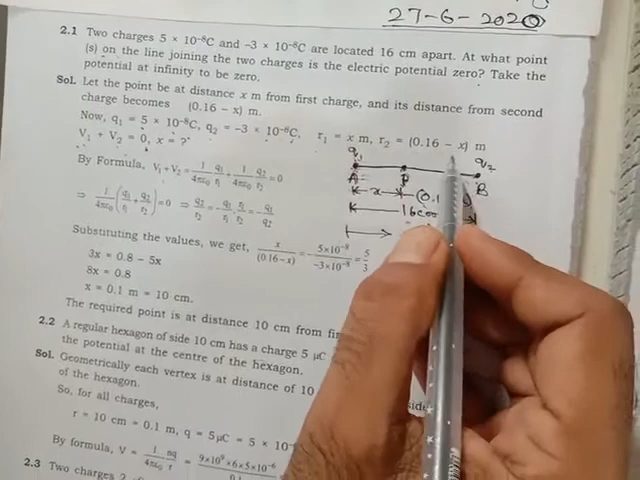 27-6-2020
2.1 Two charges 5 × 10⁻⁸C and –3 × 10⁻⁸C are located 16 cm apart. At what point
(s) on the line joining the two charges is the electric potential zero? Take the
potential at infinity to be zero.
Sol. Let the point be at distance x m from first charge, and its distance from second
charge becomes (0.16 – x) m.
Now, q₁ = 5 × 10⁻⁸C, q₂ = –3 × 10⁻⁸C, r₁ = x m, r₂ = (0.16 – x) m
V₁ + V₂ = 0, x = ?
q₁ q₂
A P B
x (0.1
16
By Formula, V₁+V₂ = 1/4πε₀ q₁/r₁ + 1/4πε₀ q₂/r₂ = 0
⇒ 1/4πε₀ (q₁/r₁ + q₂/r₂) = 0 ⇒ q₂/r₂ = –q₁/r₁ r₁/r₂ = –q₁/q₂
Substituting the values, we get, x/(0.16–x) = –5×10⁻⁸/–3×10⁻⁸ = 5/3
3x = 0.8 – 5x
8x = 0.8
x = 0.1 m = 10 cm.
The required point is at distance 10 cm from
2.2 A regular hexagon of side 10 cm has a charge 5 μC
the potential at the centre of the hexagon.
Sol. Geometrically each vertex is at distance of 10
of the hexagon.
So, for all charges,
r = 10 cm = 0.1 m, q = 5μC = 5 × 10
By formula, V = 1/4πε₀ nq/r = 9×10⁹×6×5×10⁻⁶
2.3 Two charges